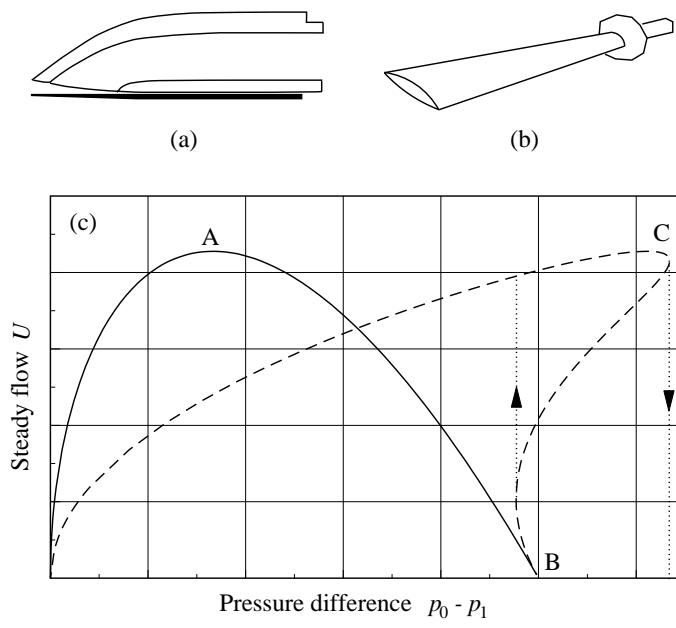 (a)
(b)
(c)
A
C
B
Steady flow U
Pressure difference p₀ - p₁